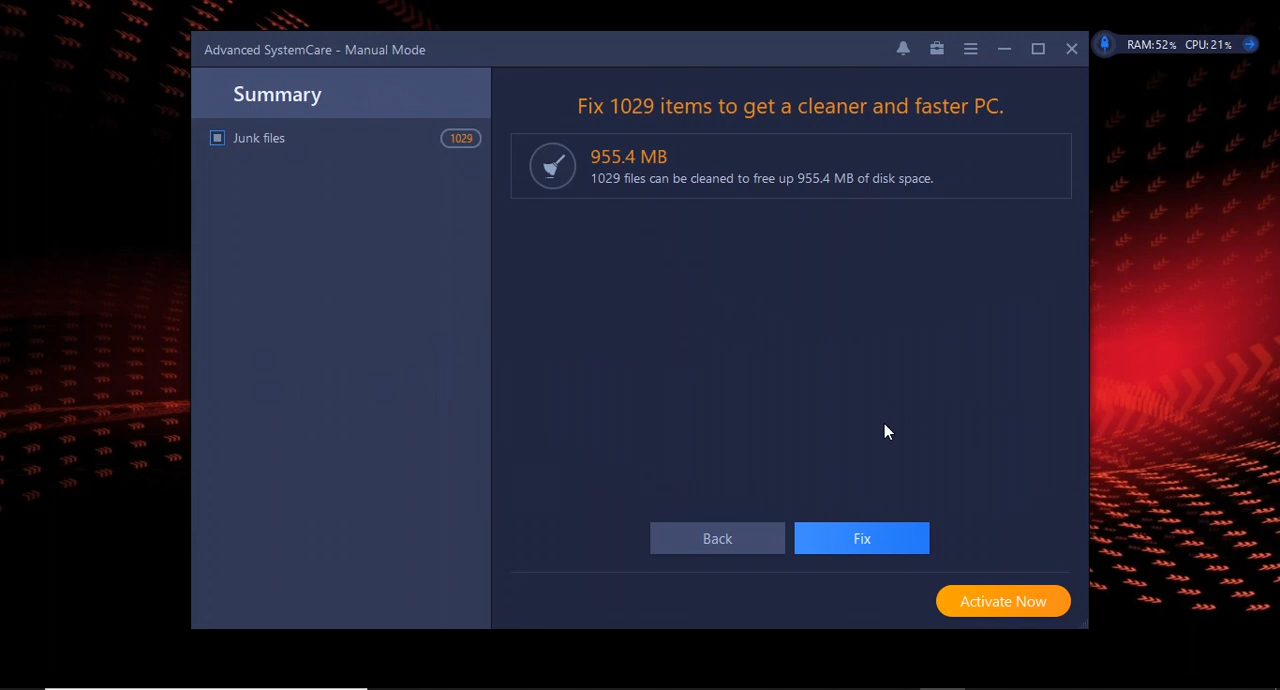 Advanced SystemCare - Manual Mode
RAM:52% CPU:21%
Summary
Junk files 1029
Fix 1029 items to get a cleaner and faster PC.
955.4 MB
1029 files can be cleaned to free up 955.4 MB of disk space.
Back Fix
Activate Now